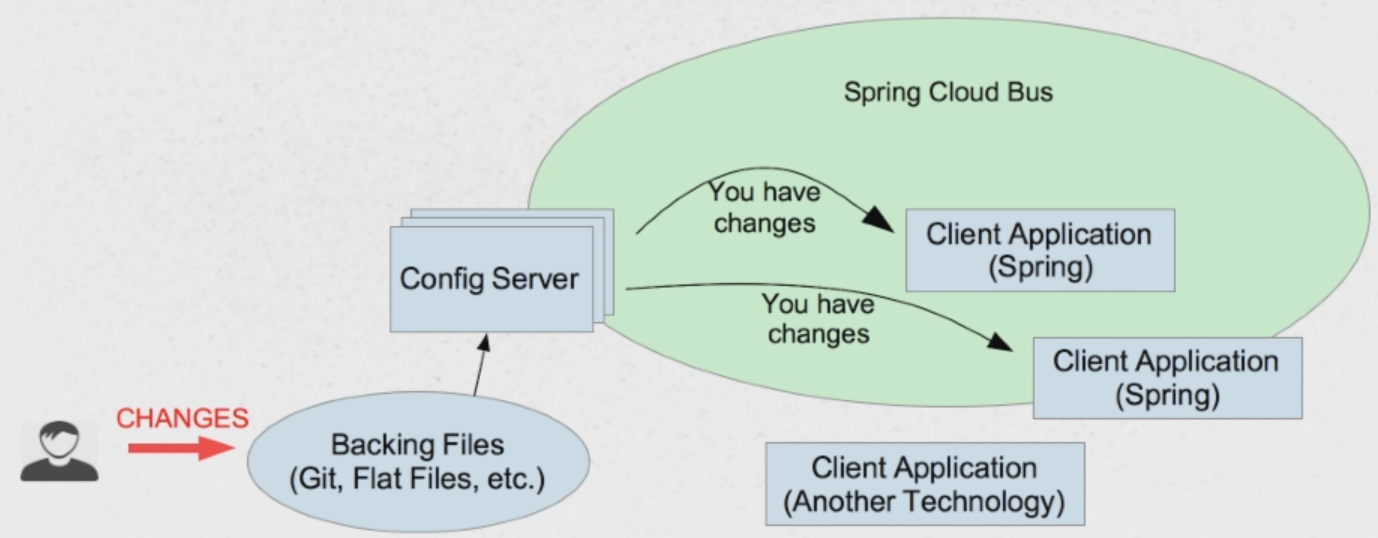 Spring Cloud Bus
You have
changes
Client Application
(Spring)
Config Server
You have
changes
Client Application
(Spring)
CHANGES
Backing Files
(Git, Flat Files, etc.)
Client Application
(Another Technology)